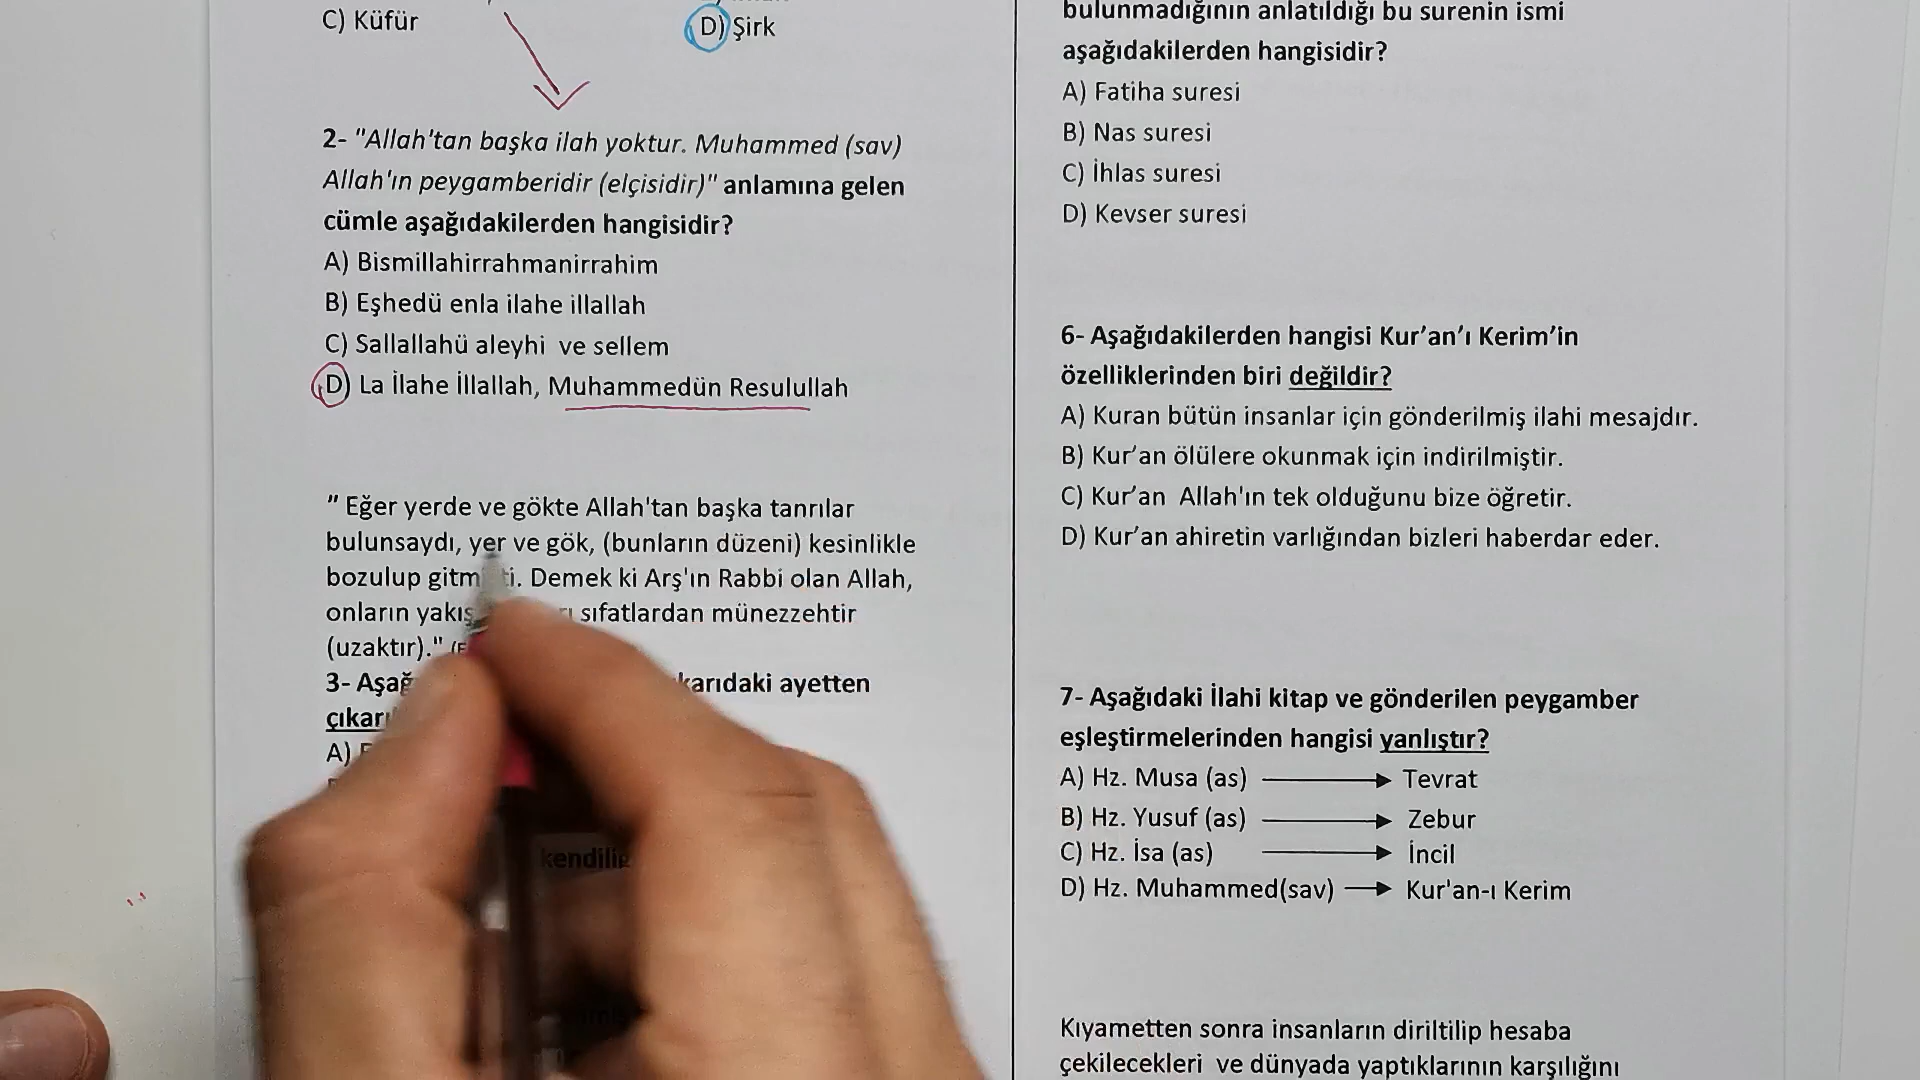 C) Küfür
D) Şirk
2- "Allah'tan başka ilah yoktur. Muhammed (sav)
Allah'ın peygamberidir (elçisidir)" anlamına gelen
cümle aşağıdakilerden hangisidir?
A) Bismillahirrahmanirrahim
B) Eşhedü enla ilahe illallah
C) Sallallahü aleyhi ve sellem
D) La İlahe İllallah, Muhammedün Resulullah
" Eğer yerde ve gökte Allah'tan başka tanrılar
bulunsaydı, yer ve gök, (bunların düzeni) kesinlikle
bozulup Demek ki Arş'ın Rabbi olan Allah,
onların sıfatlardan münezzehtir
(uzaktır)."
3- ayetten
A)
bulunmadığının anlatıldığı bu surenin ismi
aşağıdakilerden hangisidir?
A) Fatiha suresi
B) Nas suresi
C) İhlas suresi
D) Kevser suresi
6- Aşağıdakilerden hangisi Kur’an’ı Kerim’in
özelliklerinden biri değildir?
A) Kuran bütün insanlar için gönderilmiş ilahi mesajdır.
B) Kur’an ölülere okunmak için indirilmiştir.
C) Kur’an Allah'ın tek olduğunu bize öğretir.
D) Kur’an ahiretin varlığından bizleri haberdar eder.
7- Aşağıdaki İlahi kitap ve gönderilen peygamber
eşleştirmelerinden hangisi yanlıştır?
A) Hz. Musa (as) → Tevrat
B) Hz. Yusuf (as) → Zebur
C) Hz. İsa (as) → İncil
D) Hz. Muhammed(sav) → Kur'an-ı Kerim
Kıyametten sonra insanların diriltilip hesaba
çekilecekleri ve dünyada yaptıklarının karşılığını